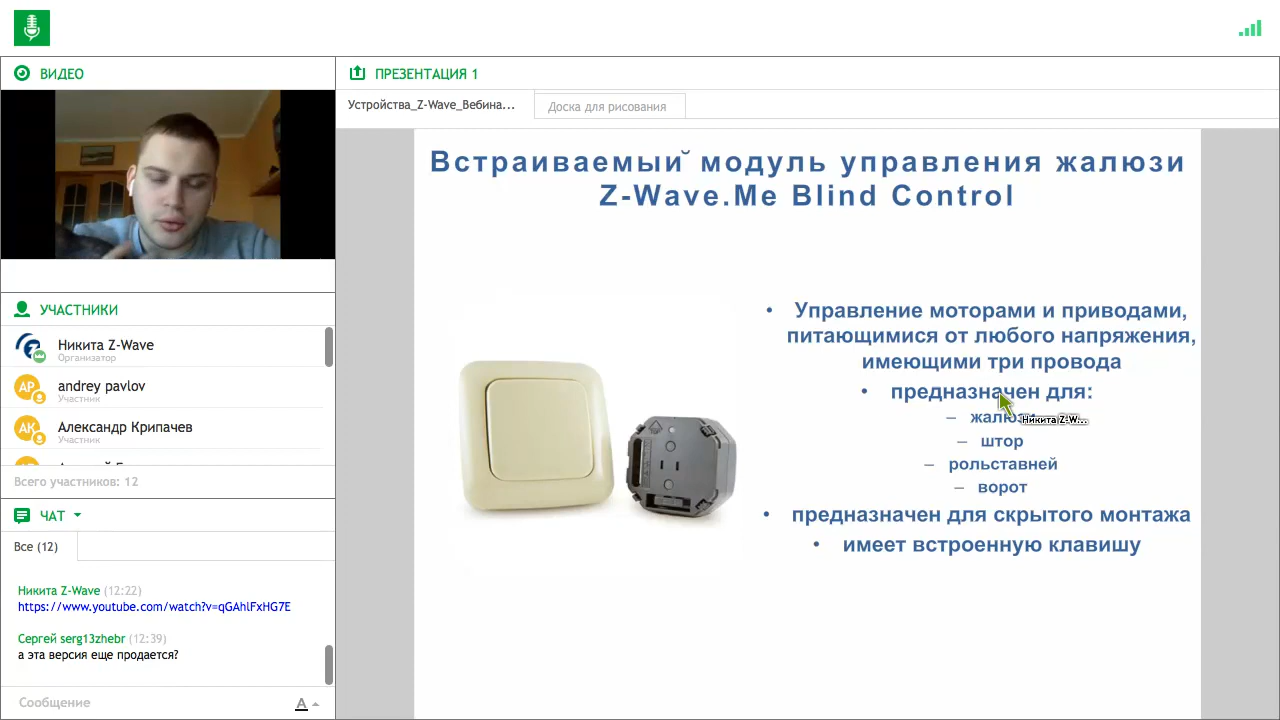 ВИДЕО
ПРЕЗЕНТАЦИЯ 1
Устройства_Z-Wave_Вебина...
Доска для рисования
Встраиваемый модуль управления жалюзи
Z-Wave.Me Blind Control
• Управление моторами и приводами,
питающимися от любого напряжения,
имеющими три провода
• предназначен для:
– жалюзи
Никита Z-W...
– штор
– рольставней
– ворот
• предназначен для скрытого монтажа
• имеет встроенную клавишу
УЧАСТНИКИ
Никита Z-Wave
Организатор
AP
andrey pavlov
Участник
АК
Александр Крипачев
Участник
Всего участников: 12
ЧАТ
Все (12)
Никита Z-Wave (12:22)
https://www.youtube.com/watch?v=qGAhlFxHG7E
Сергей serg13zhebr (12:39)
а эта версия еще продается?
Сообщение
A